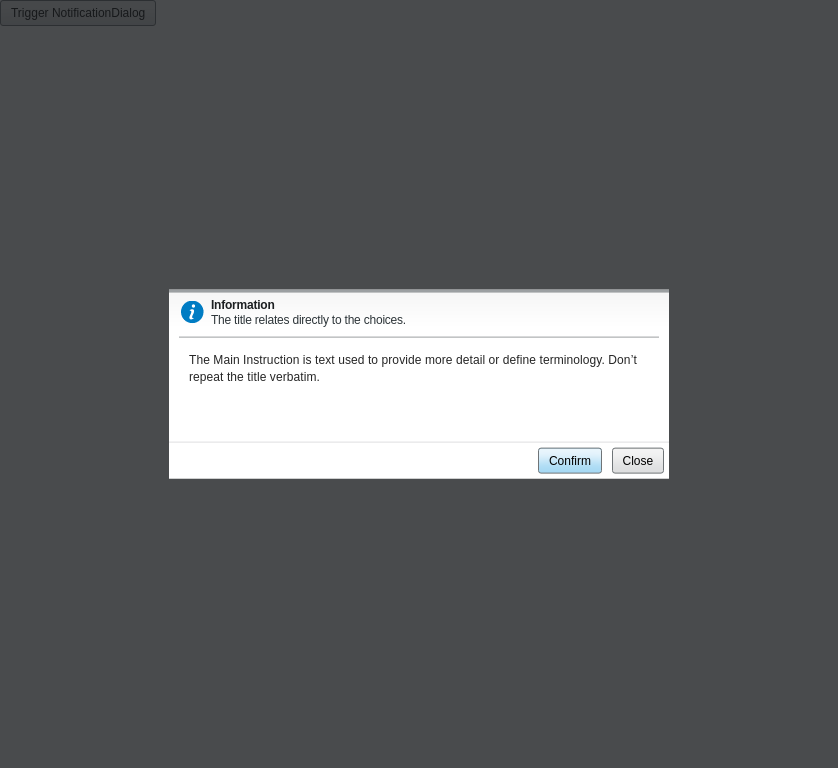 Trigger NotificationDialog
Information
The title relates directly to the choices.
The Main Instruction is text used to provide more detail or define terminology. Don’t
repeat the title verbatim.
Confirm Close